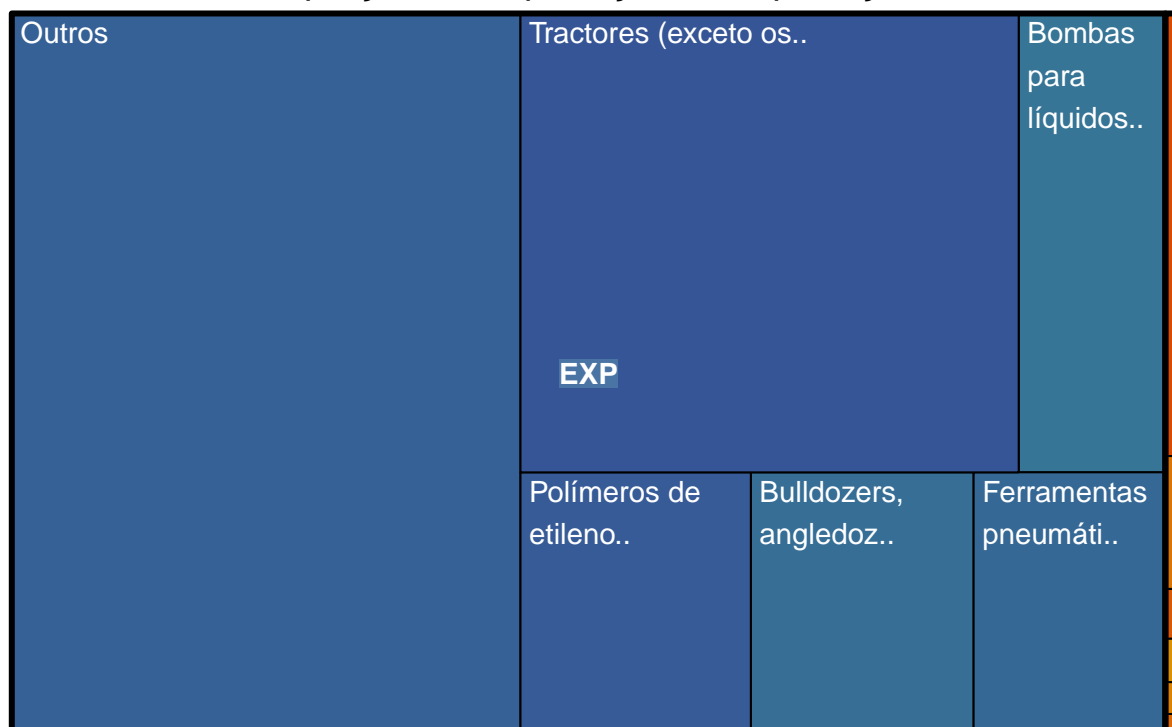 Outros
Tractores (exceto os..
Bombas
para
líquidos..
EXP
Polímeros de
etileno..
Bulldozers,
angledoz..
Ferramentas
pneumáti..